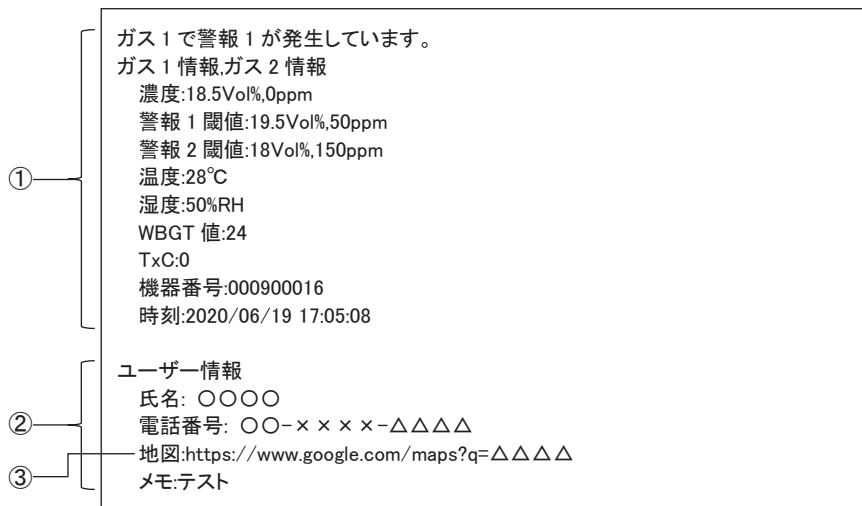 ガス 1 で警報 1 が発生しています。
ガス 1 情報,ガス 2 情報
濃度:18.5Vol%,0ppm
警報 1 閾値:19.5Vol%,50ppm
警報 2 閾値:18Vol%,150ppm
①
温度:28℃
湿度:50%RH
WBGT 値:24
TxC:0
機器番号:000900016
時刻:2020/06/19 17:05:08
ユーザー情報
氏名: 〇〇〇〇
②
電話番号: 〇〇-××××-△△△△
③
地図:https://www.google.com/maps?q=△△△△
メモ:テスト